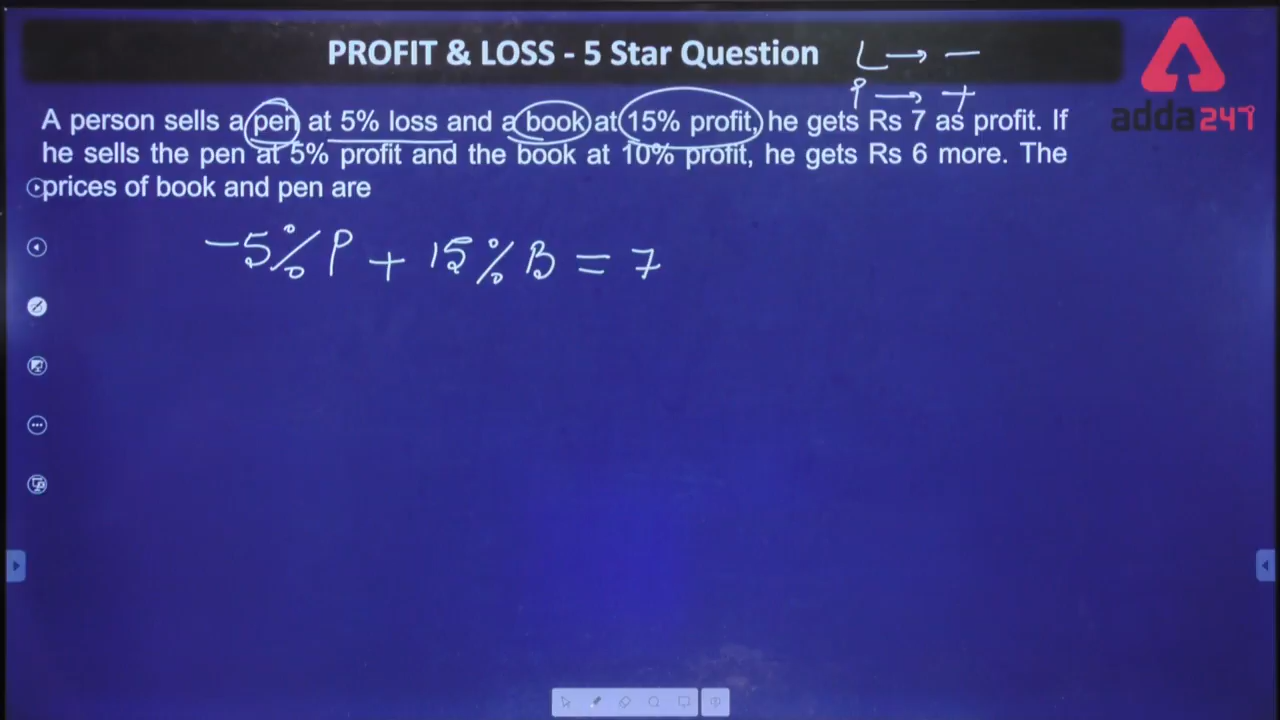 PROFIT & LOSS - 5 Star Question
L → −
P → +
adda247
A person sells a pen at 5% loss and a book at 15% profit, he gets Rs 7 as profit. If
he sells the pen at 5% profit and the book at 10% profit, he gets Rs 6 more. The
prices of book and pen are
−5% P + 15% B = 7